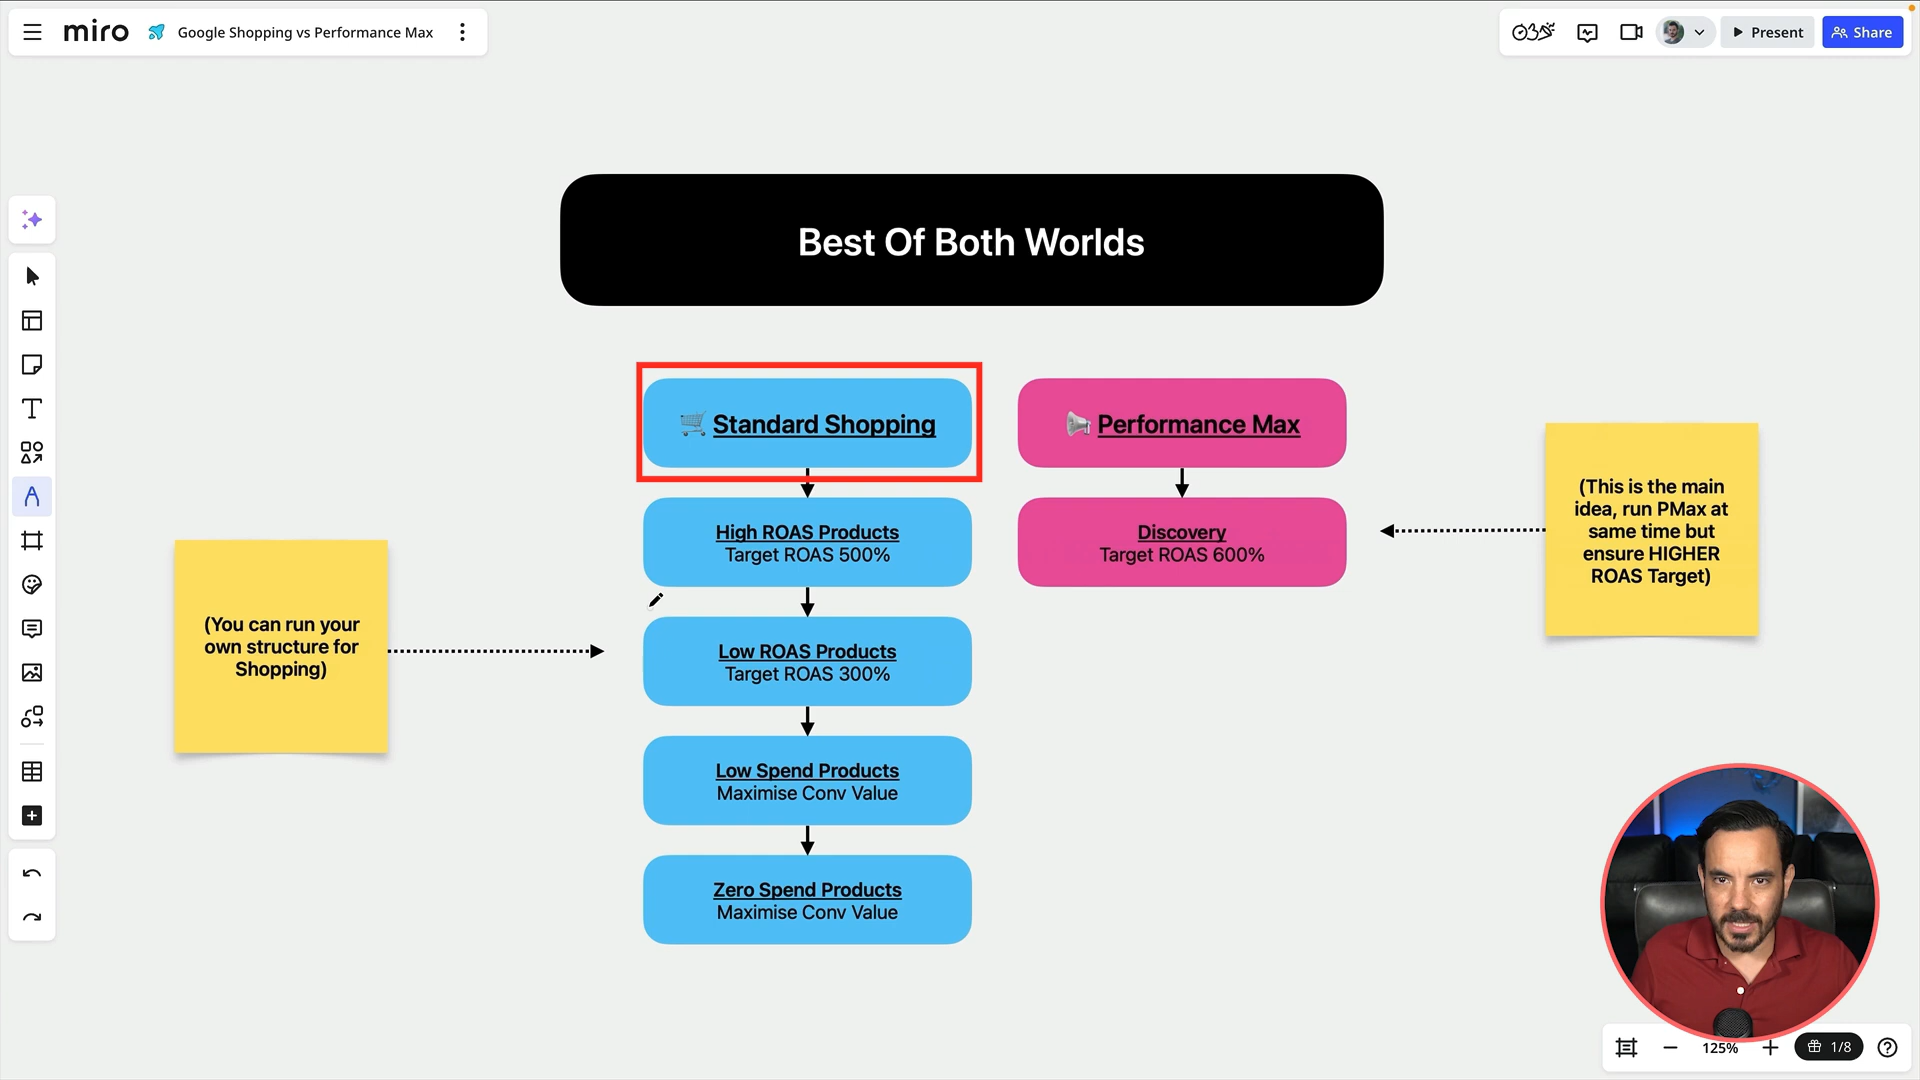 miro
Google Shopping vs Performance Max
Present
Share
Best Of Both Worlds
Standard Shopping
Performance Max
High ROAS Products
Target ROAS 500%
Discovery
Target ROAS 600%
(This is the main
idea, run PMax at
same time but
ensure HIGHER
ROAS Target)
(You can run your
own structure for
Shopping)
Low ROAS Products
Target ROAS 300%
Low Spend Products
Maximise Conv Value
Zero Spend Products
Maximise Conv Value
125%
1/8